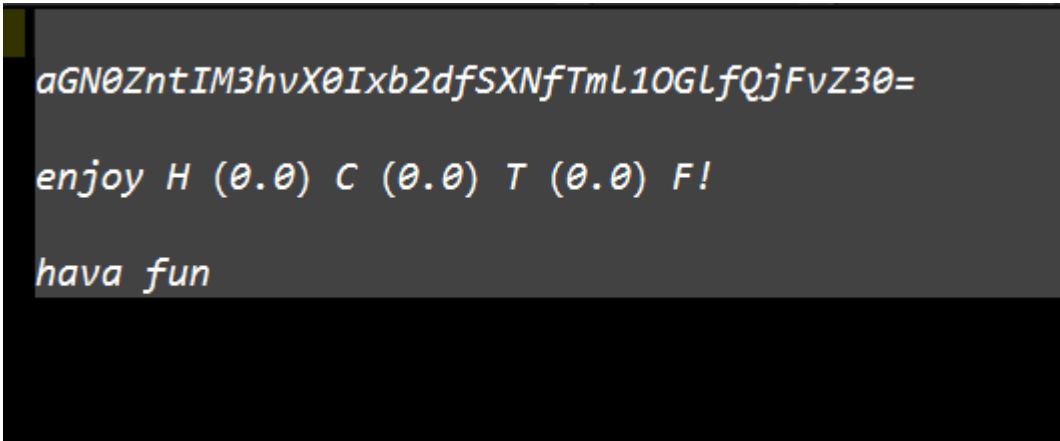 aGN0ZntIM3hvX0Ixb2dfSXNfTml1OGlfQjFvZ30=
enjoy H (0.0) C (0.0) T (0.0) F!
hava fun